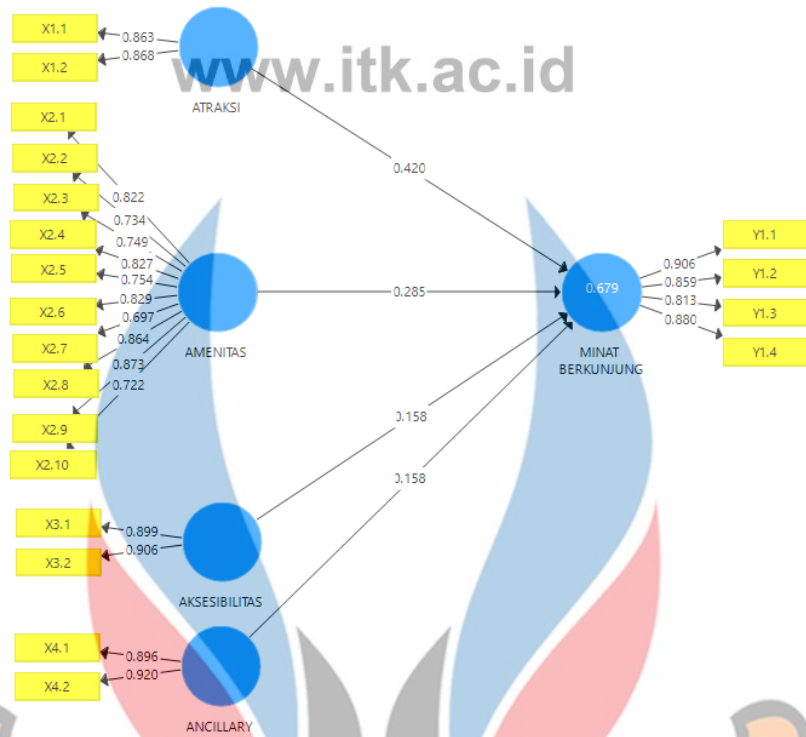 X1.1
0.863
X1.2
0.868
www.itk.ac.id
ATRAKSI
X2.1
X2.2
X2.3
X2.4
X2.5
X2.6
X2.7
X2.8
X2.9
X2.10
0.822
0.734
0.749
0.827
0.754
0.829
0.697
0.864
0.873
0.722
AMENITAS
0.420
0.285
0.158
0.158
0.679
MINAT
BERKUNJUNG
0.906
0.859
0.813
0.880
Y1.1
Y1.2
Y1.3
Y1.4
X3.1
0.899
X3.2
0.906
AKSESIBILITAS
X4.1
0.896
X4.2
0.920
ANCILLARY